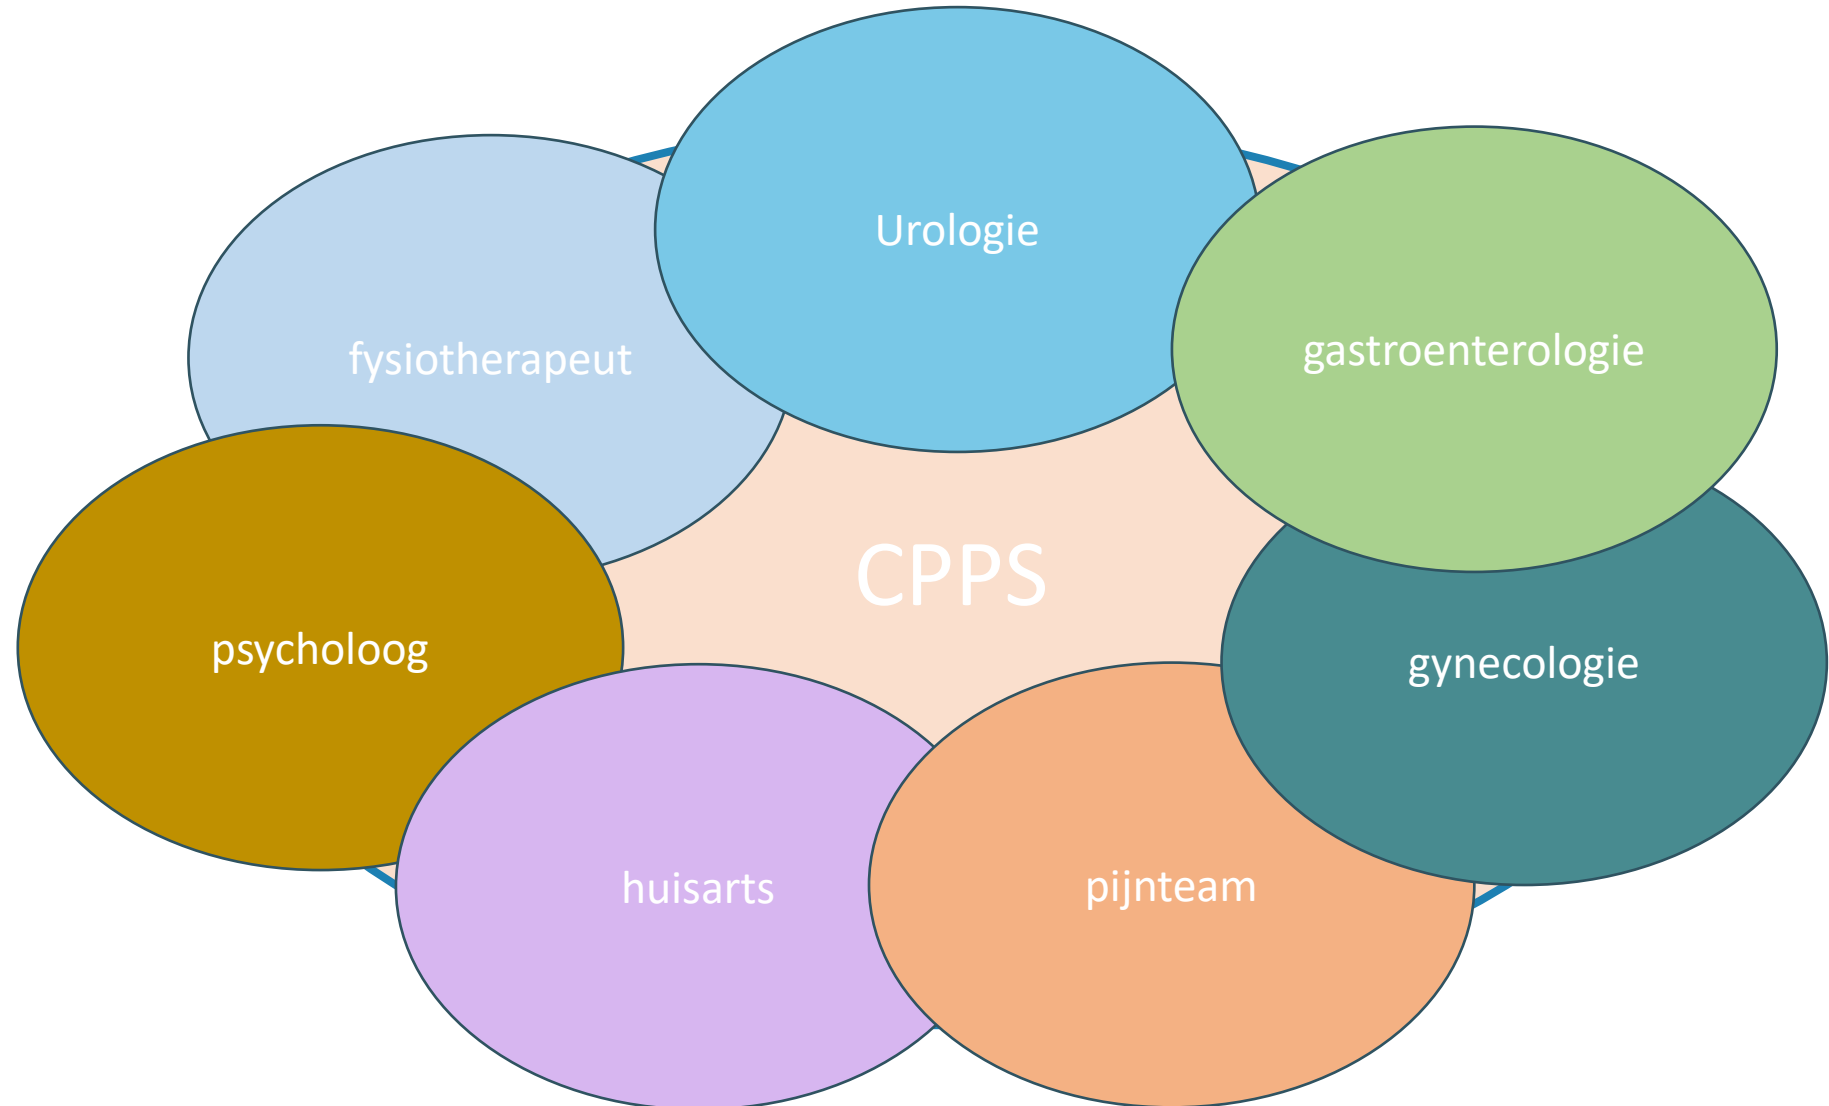 Urologie
gastroenterologie
fysiotherapeut
CPPS
psycholoog
gynecologie
huisarts
pijnteam